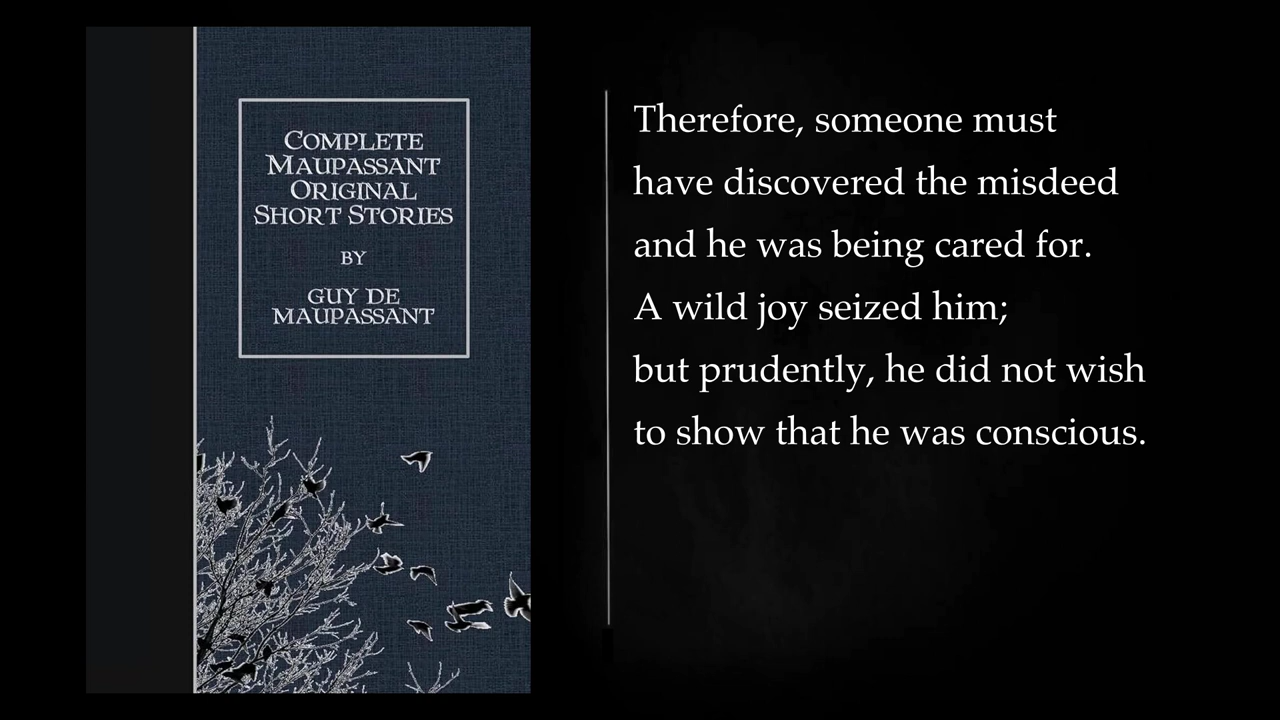 COMPLETE
MAUPASSANT
ORIGINAL
SHORT STORIES
BY
GUY DE
MAUPASSANT
Therefore, someone must
have discovered the misdeed
and he was being cared for.
A wild joy seized him;
but prudently, he did not wish
to show that he was conscious.